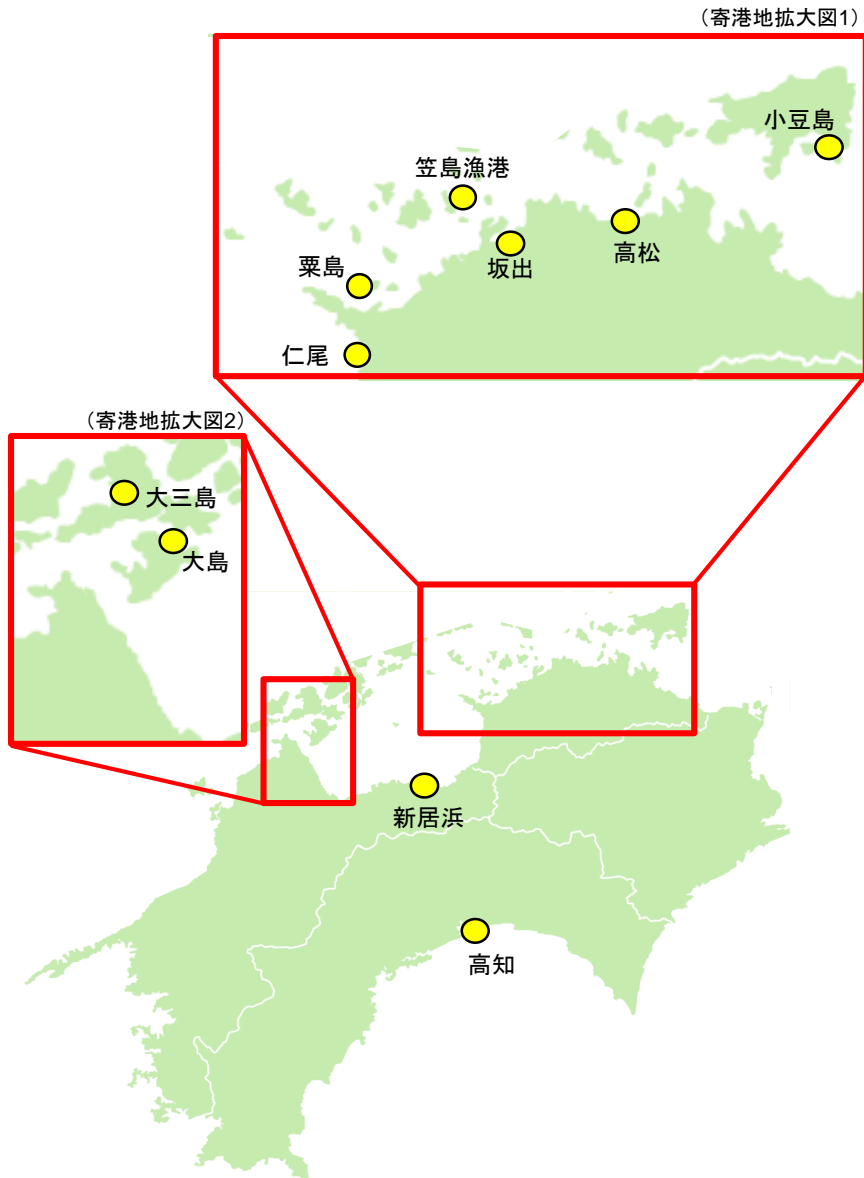 （寄港地拡大図1）
小豆島
笠島漁港
高松
坂出
粟島
仁尾
（寄港地拡大図2）
大三島
大島
新居浜
高知